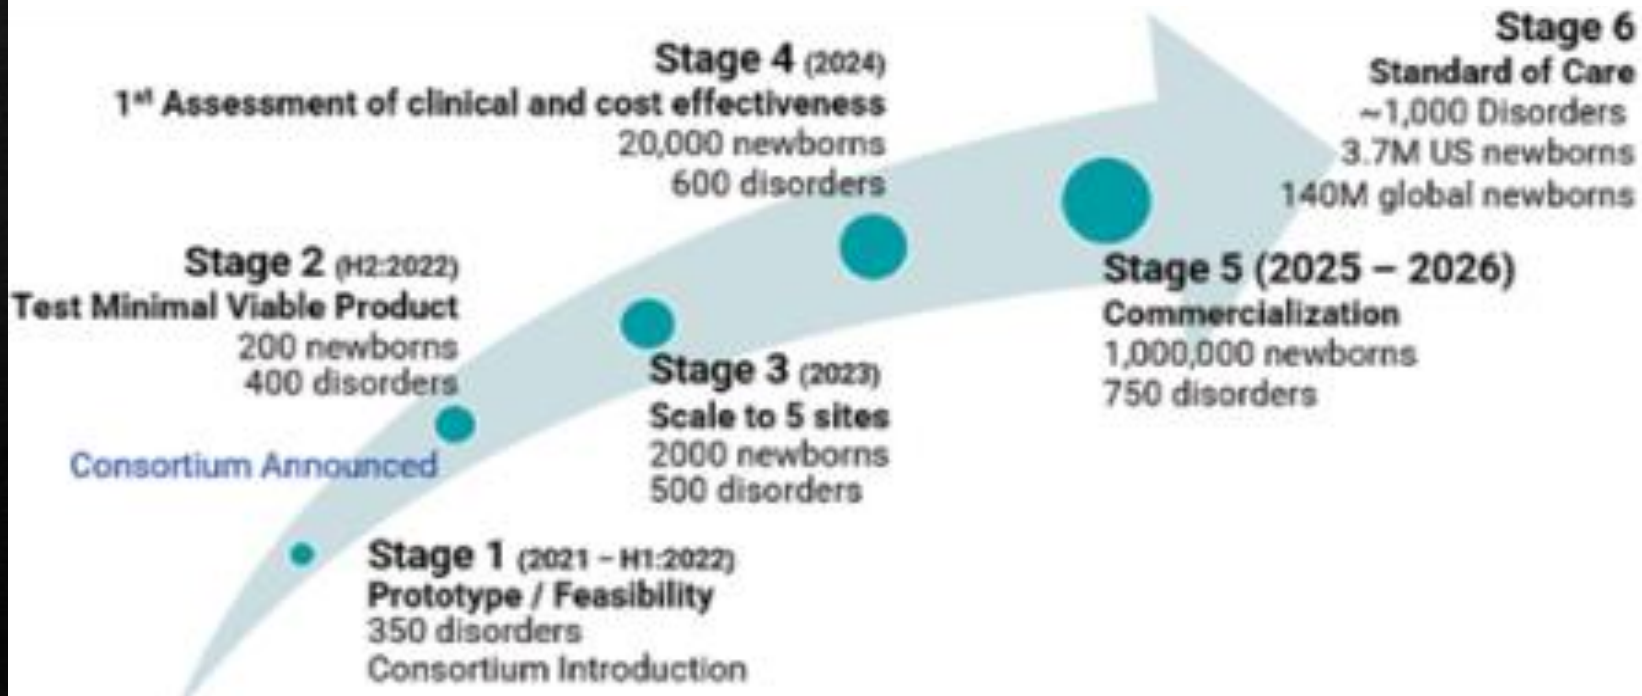 Stage 6
Standard of Care
~1,000 Disorders
3.7M US newborns
140M global newborns
Stage 4 (2024)
1st Assessment of clinical and cost effectiveness
20,000 newborns
600 disorders
Stage 5 (2025 – 2026)
Commercialization
1,000,000 newborns
750 disorders
Stage 2 (H2:2022)
Test Minimal Viable Product
200 newborns
400 disorders
Stage 3 (2023)
Scale to 5 sites
2000 newborns
500 disorders
Consortium Announced
Stage 1 (2021 – H1:2022)
Prototype / Feasibility
350 disorders
Consortium Introduction